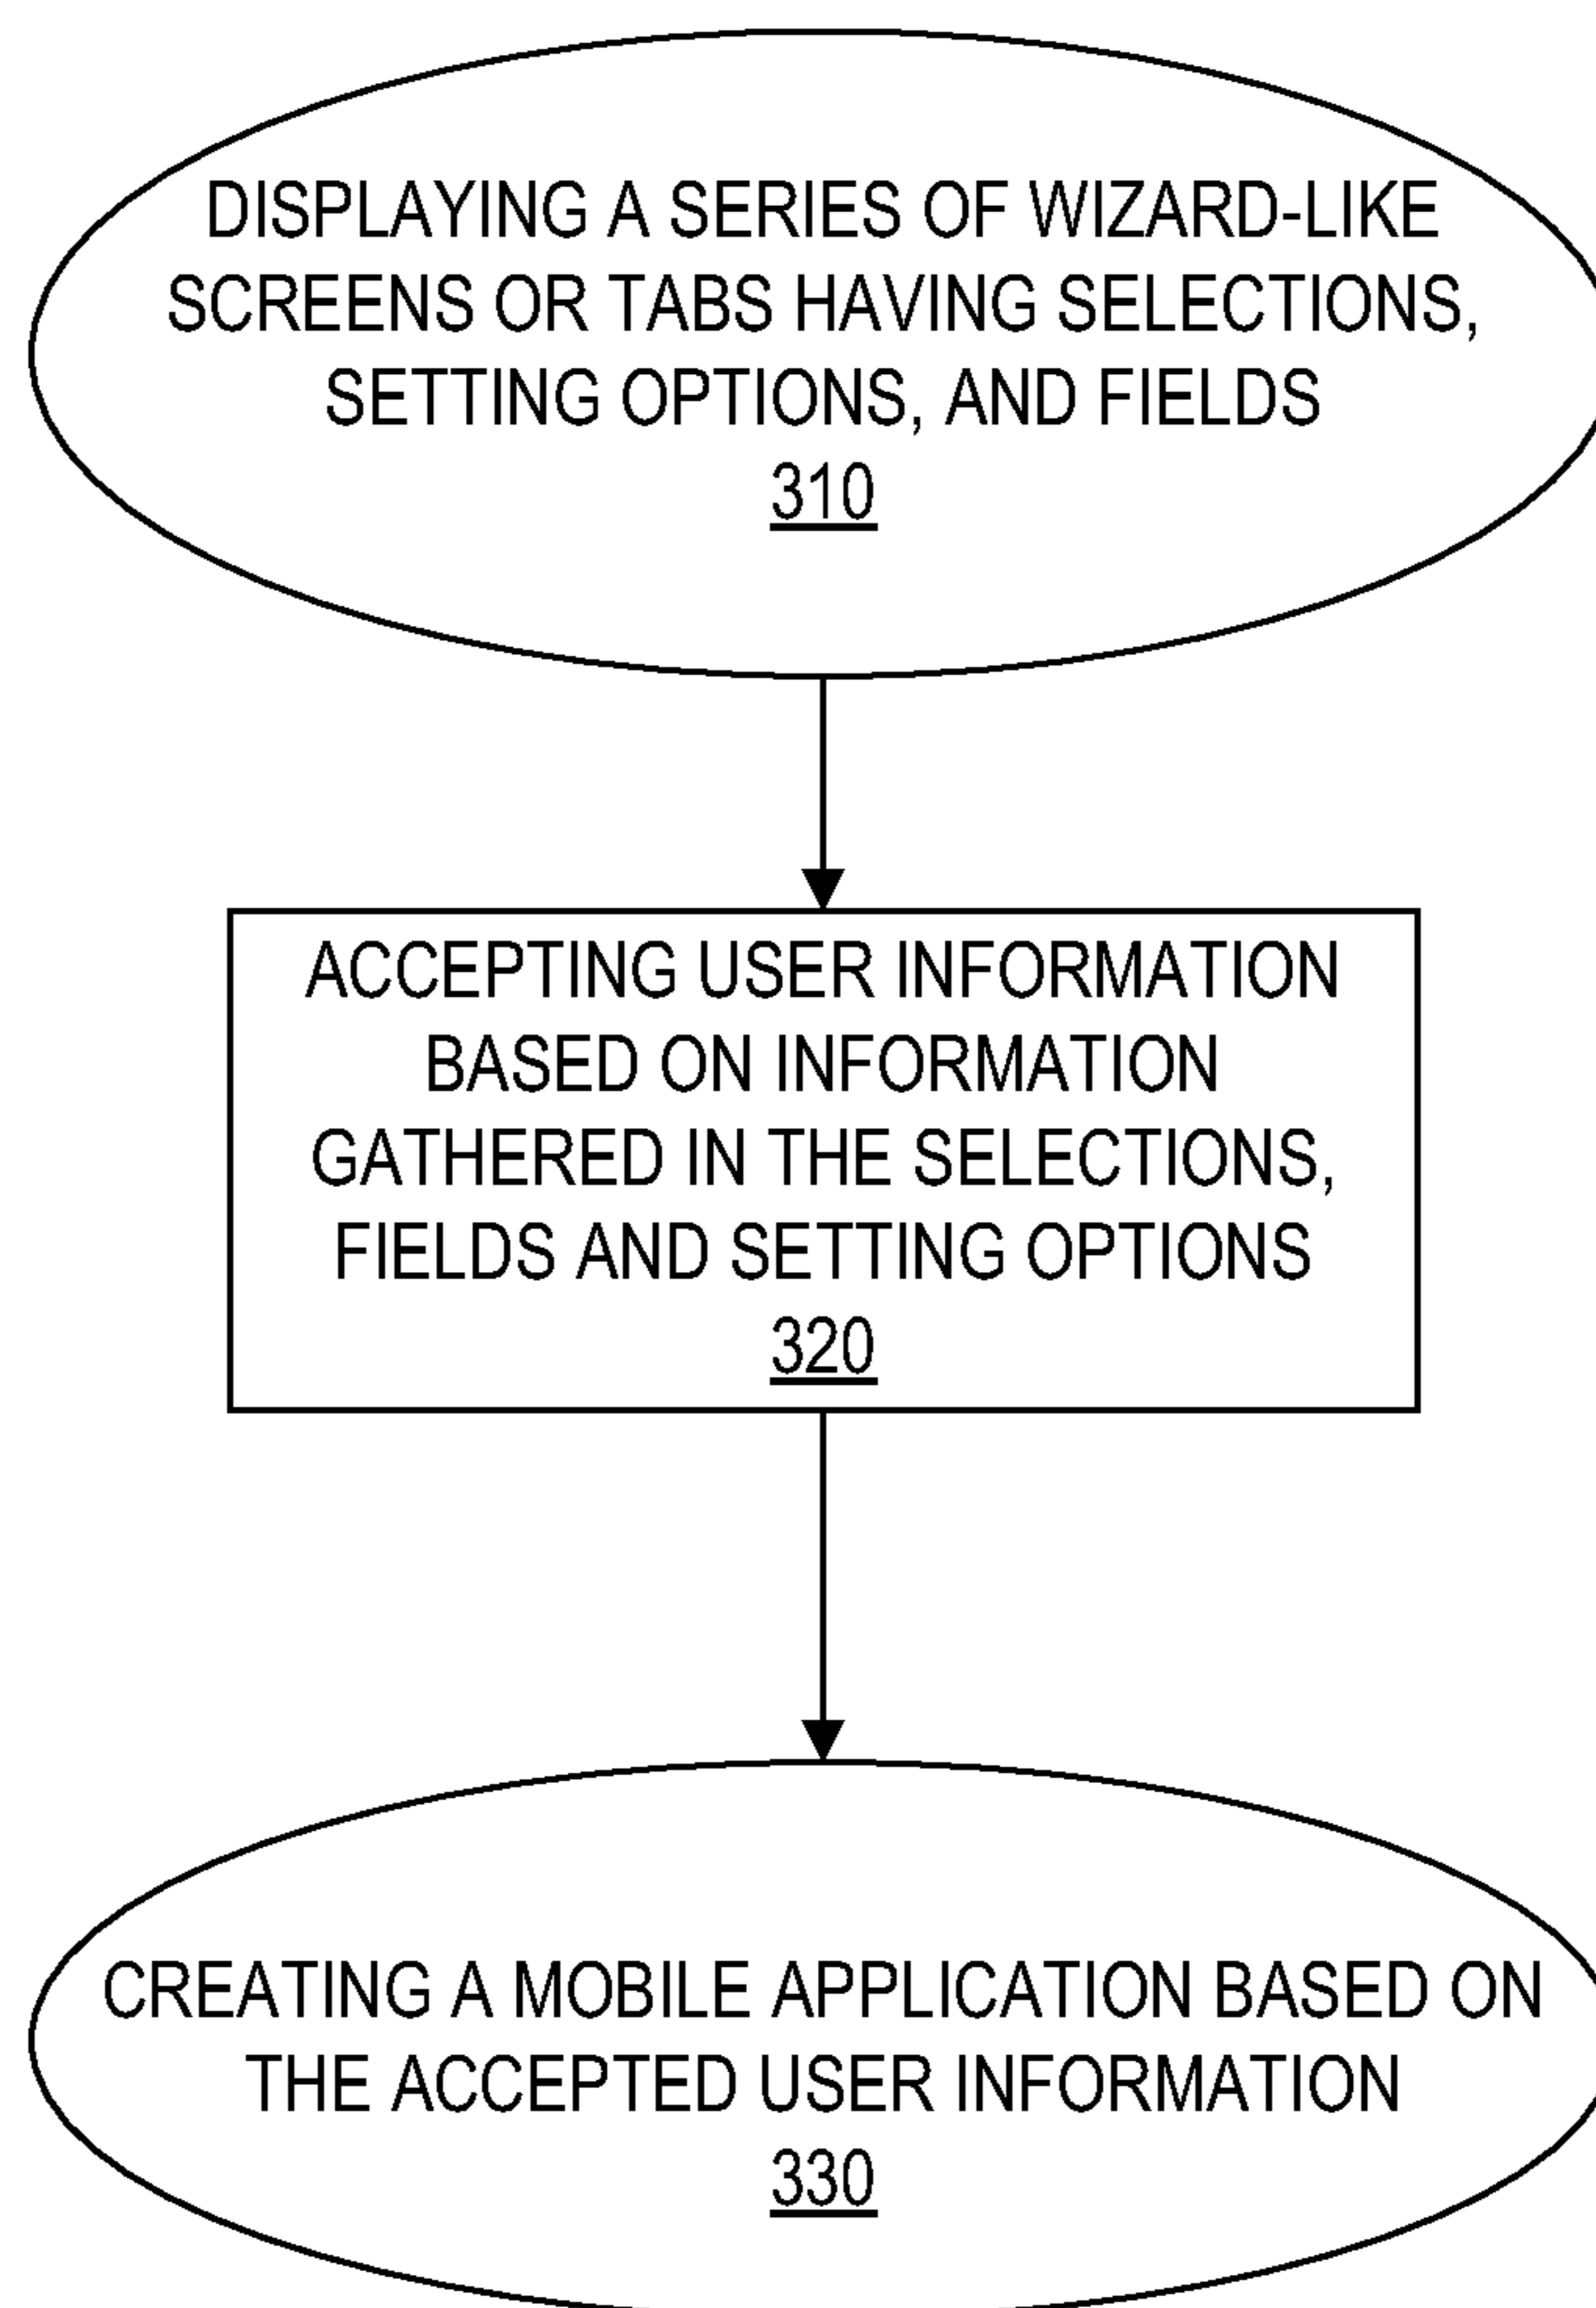 DISPLAYING A SERIES OF WIZARD-LIKE
SCREENS OR TABS HAVING SELECTIONS,
SETTING OPTIONS, AND FIELDS
310
ACCEPTING USER INFORMATION
BASED ON INFORMATION
GATHERED IN THE SELECTIONS,
FIELDS AND SETTING OPTIONS
320
CREATING A MOBILE APPLICATION BASED ON
THE ACCEPTED USER INFORMATION
330